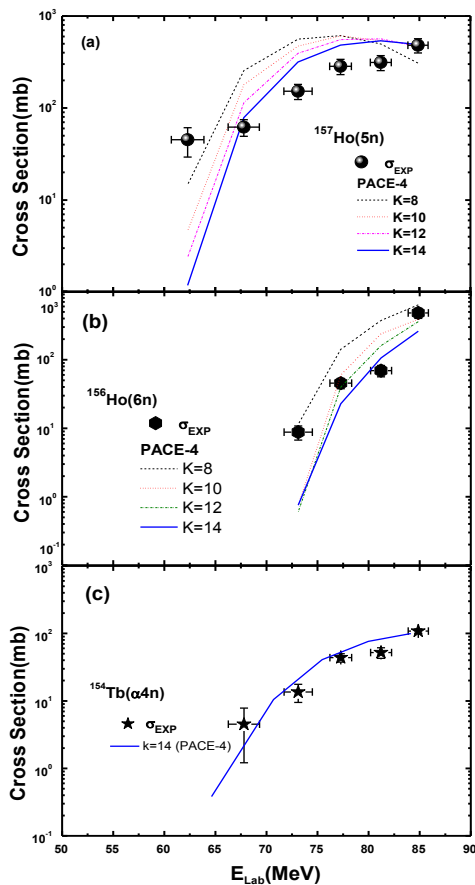 10³
(a)
Cross Section(mb)
10²
10¹
10⁰
¹⁵⁷Ho(5n)
σEXP
PACE-4
K=8
K=10
K=12
K=14
10³
(b)
Cross Section(mb)
10²
10¹
10⁰
10⁻¹
¹⁵⁶Ho(6n)
σEXP
PACE-4
K=8
K=10
K=12
K=14
10³
(c)
Cross Section(mb)
10²
10¹
10⁰
10⁻¹
¹⁵⁴Tb(α4n)
σEXP
k=14 (PACE-4)
50 55 60 65 70 75 80 85 90
E_Lab(MeV)